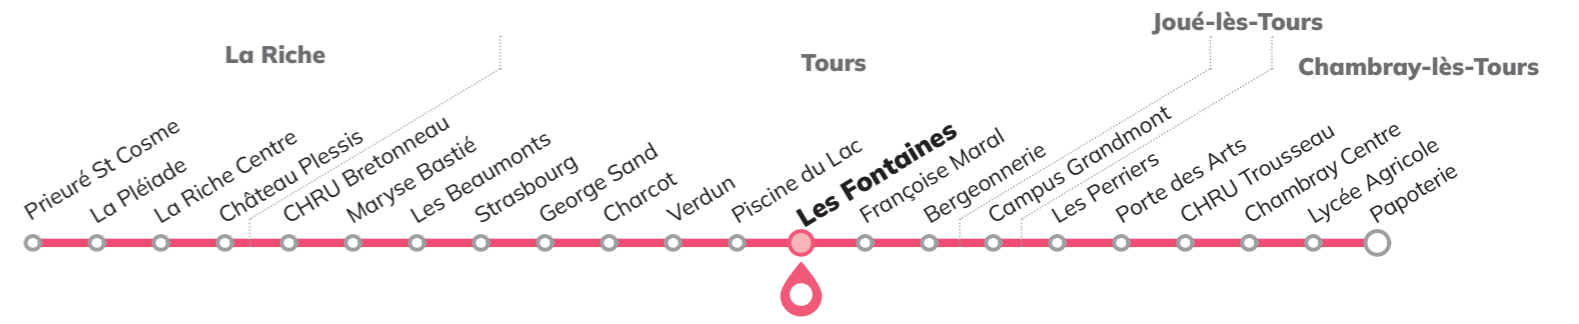 La Riche
Tours
Joué-lès-Tours
Chambray-lès-Tours
Prieuré St Cosme
La Pléiade
La Riche Centre
Château Plessis
CHRU Bretonneau
Maryse Bastié
Les Beaumonts
Strasbourg
George Sand
Charcot
Verdun
Piscine du Lac
Les Fontaines
Françoise Maral
Bergeonnerie
Campus Grandmont
Les Perriers
Porte des Arts
CHRU Trousseau
Chambray Centre
Lycée Agricole
Papoterie